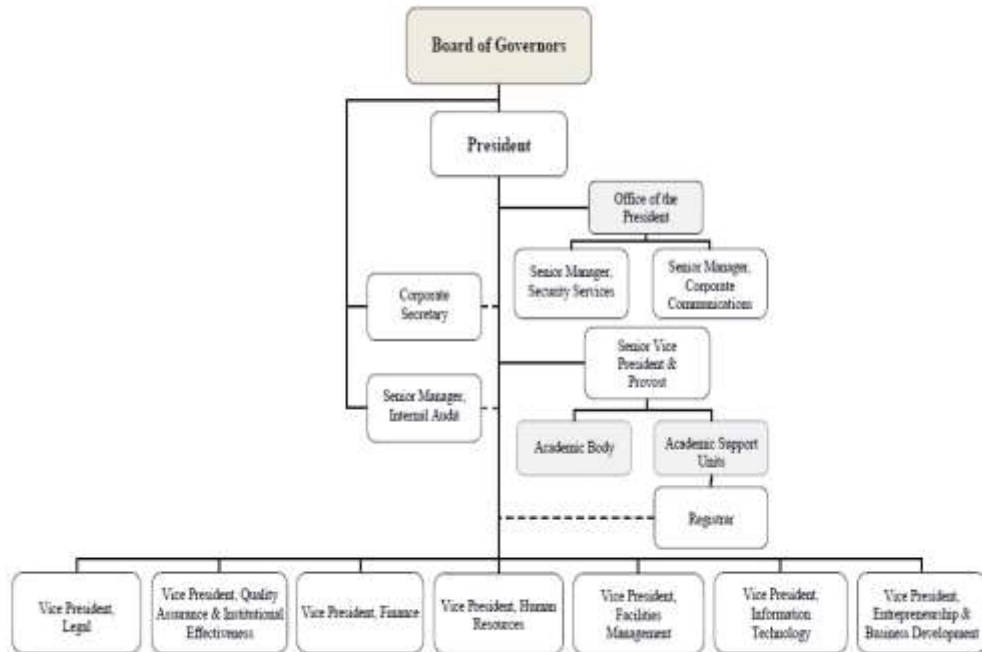 Board of Governors
President
Office of the
President
Senior Manager,
Security Services
Senior Manager,
Corporate
Communications
Corporate
Secretary
Senior Vice
President &
Provost
Senior Manager,
Internal Audit
Academic Body
Academic Support
Units
Registrar
Vice President,
Legal
Vice President, Quality
Assurance & Institutional
Effectiveness
Vice President, Finance
Vice President, Human
Resources
Vice President,
Facilities
Management
Vice President,
Information
Technology
Vice President,
Entrepreneurship &
Business Development